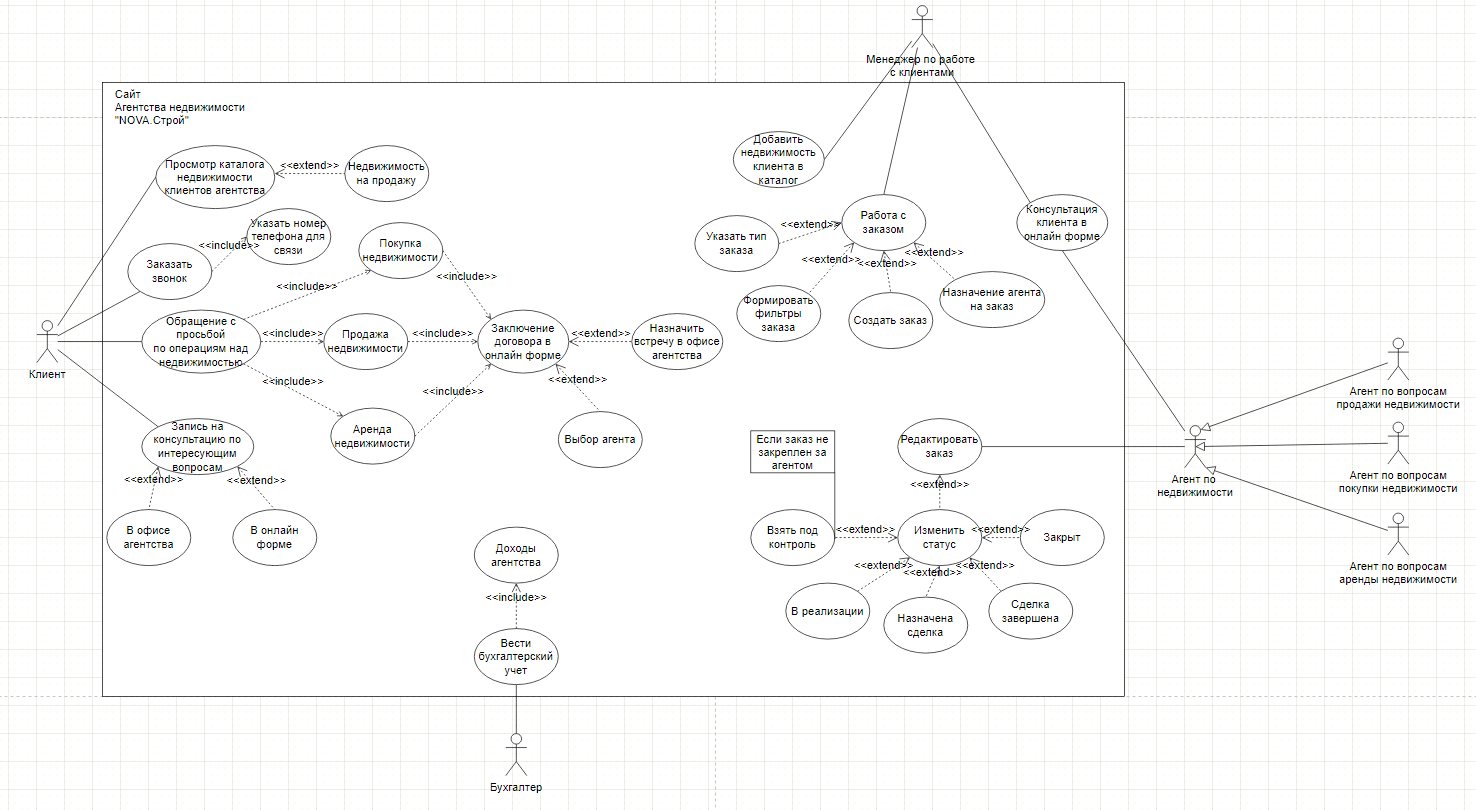 Менеджер по работе
с клиентами
Сайт
Агентства недвижимости
"NOVA.Строй"
Просмотр каталога
недвижимости
клиентов агентства
<<extend>>
Недвижимость
на продажу
Заказать
звонок
<<include>>
Указать номер
телефона для
связи
Покупка
недвижимости
<<include>>
<<include>>
Клиент
Обращение с
просьбой
по операциям над
недвижимостью
<<include>>
Продажа
недвижимости
<<include>>
Заключение
договора в
онлайн форме
<<extend>>
Назначить
встречу в офисе
агентства
<<include>>
Аренда
недвижимости
<<include>>
<<extend>>
Выбор агента
Запись на
консультацию по
интересующим
вопросам
<<extend>>
<<extend>>
В офисе
агентства
В онлайн
форме
Доходы
агентства
<<include>>
Вести
бухгалтерский
учет
Бухгалтер
Добавить
недвижимость
клиента в
каталог
Работа с
заказом
Консультация
клиента в
онлайн форме
Указать тип
заказа
<<extend>>
<<extend>>
<<extend>>
<<extend>>
Формировать
фильтры
заказа
Создать заказ
Назначение агента
на заказ
Если заказ не
закреплен за
агентом
Редактировать
заказ
<<extend>>
Взять под
контроль
<<extend>>
Изменить
статус
<<extend>>
Закрыт
<<extend>>
<<extend>>
<<extend>>
В реализации
Назначена
сделка
Сделка
завершена
Агент по
недвижимости
Агент по вопросам
продажи недвижимости
Агент по вопросам
покупки недвижимости
Агент по вопросам
аренды недвижимости